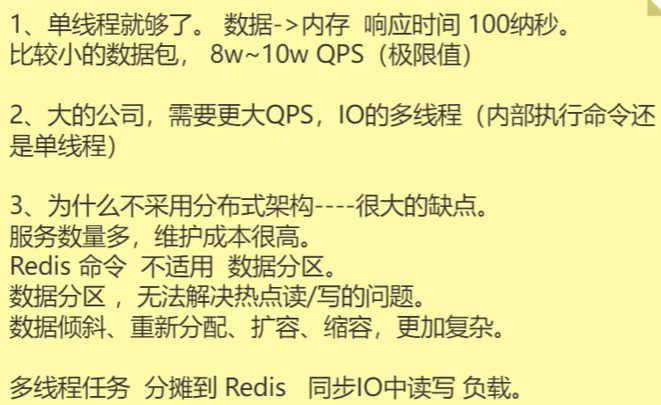 1、单线程就够了。 数据->内存  响应时间 100纳秒。
比较小的数据包， 8w~10w QPS（极限值）
2、大的公司，需要更大QPS，IO的多线程（内部执行命令还
是单线程）
3、为什么不采用分布式架构----很大的缺点。
服务数量多，维护成本很高。
Redis 命令  不适用  数据分区。
数据分区 ，无法解决热点读/写的问题。
数据倾斜、重新分配、扩容、缩容，更加复杂。
多线程任务  分摊到 Redis   同步IO中读写 负载。